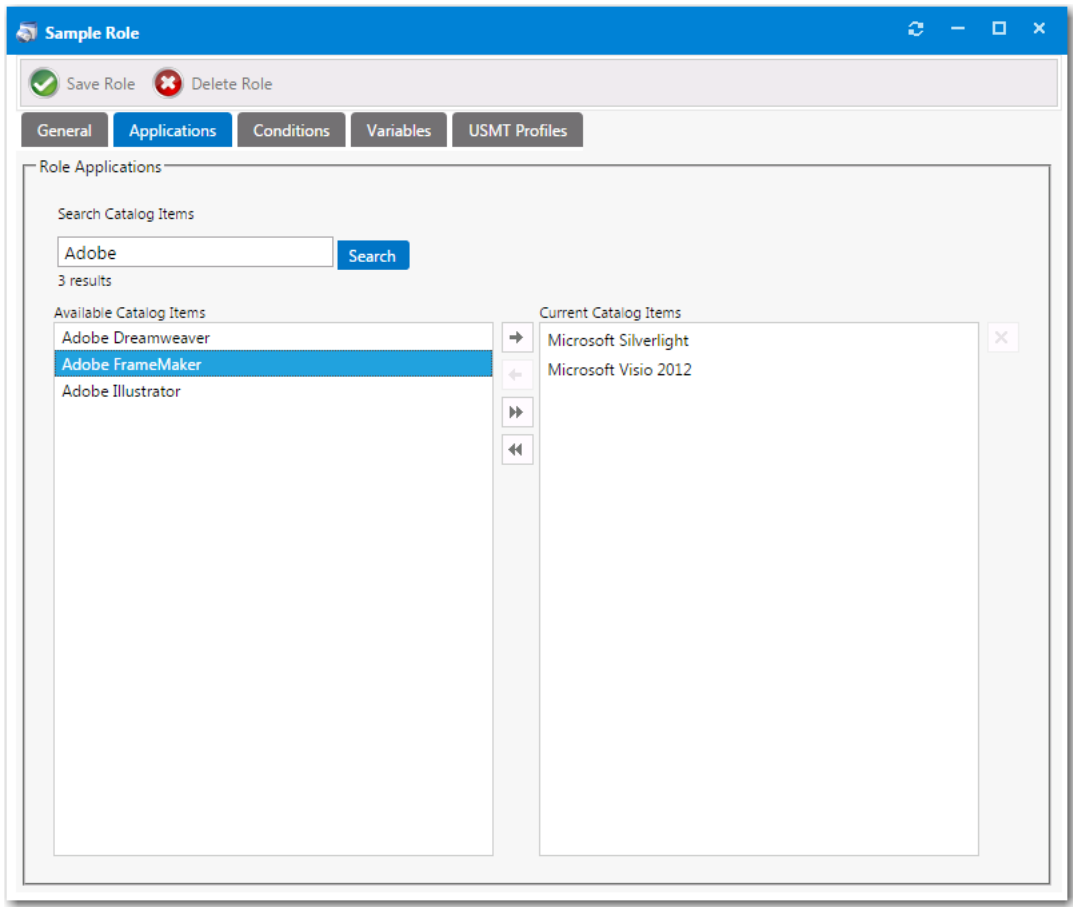 Sample Role
Save Role Delete Role
General Applications Conditions Variables USMT Profiles
Role Applications
Search Catalog Items
Adobe Search
3 results
Available Catalog Items Current Catalog Items
Adobe Dreamweaver
Adobe FrameMaker
Adobe Illustrator
Microsoft Silverlight
Microsoft Visio 2012